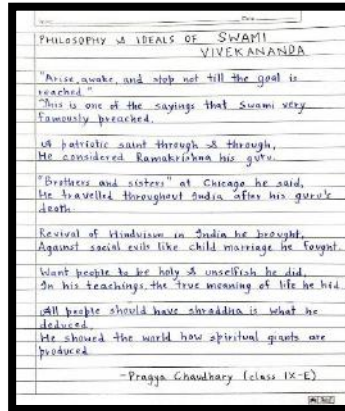 PHILOSOPHY & IDEALS OF SWAMI
VIVEKANANDA
"Arise, awake, and stop not till the goal is
reached."
This is one of the sayings that Swami very
famously preached.
A patriotic saint through & through,
He considered Ramakrishna his guru.
"Brothers and sisters" at Chicago he said,
He travelled throughout India after his guru's
death.
Revival of Hinduism in India he brought,
Against social evils like child marriage he fought.
Want people to be holy & unselfish he did,
In his teachings, the true meaning of life he hid.
All people should have shraddha is what he
deduced,
He showed the world how spiritual giants are
produced
-Pragya Chaudhary (class IX-E)